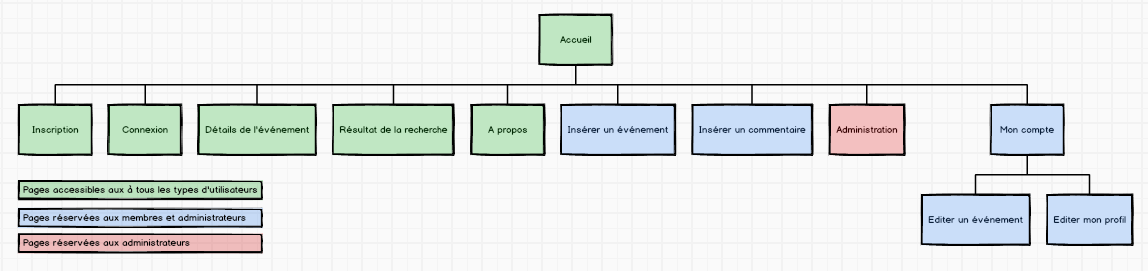 Accueil
Inscription
Connexion
Détails de l'événement
Résultat de la recherche
A propos
Insérer un événement
Insérer un commentaire
Administration
Mon compte
Pages accessibles aux à tous les types d'utilisateurs
Pages réservées aux membres et administrateurs
Pages réservées aux administrateurs
Editer un événement
Editer mon profil